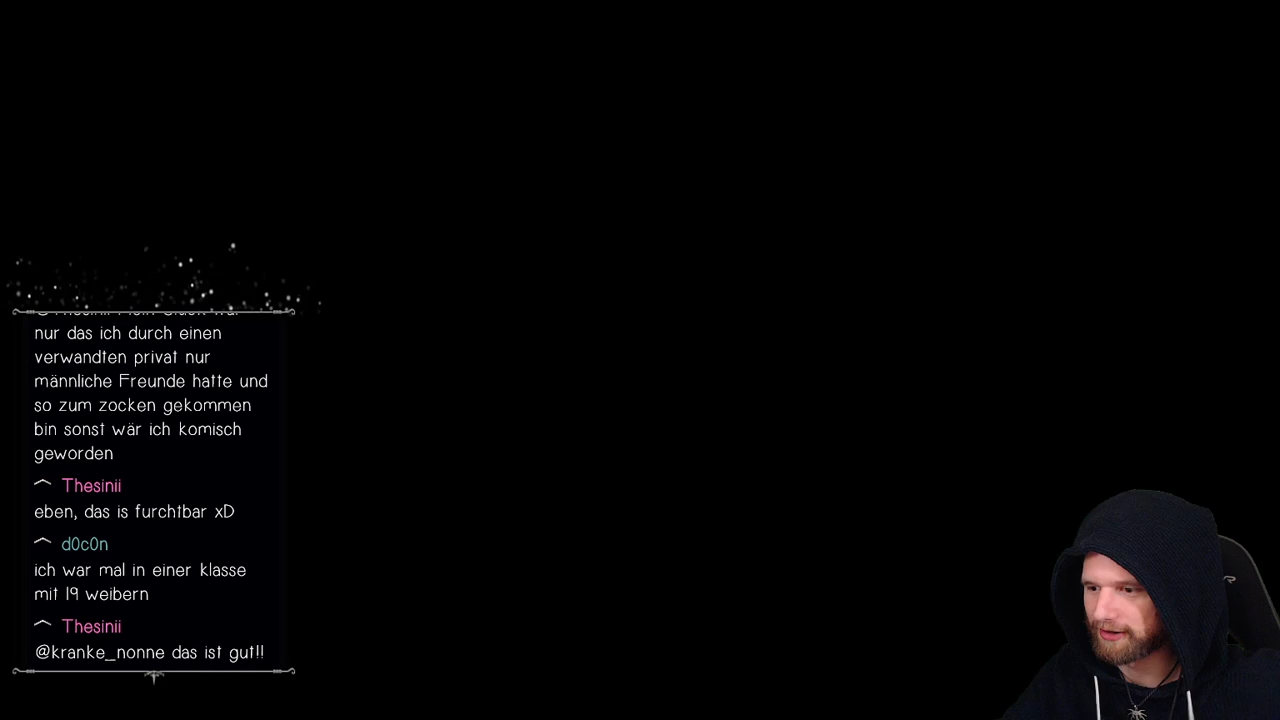 nur das ich durch einen
verwandten privat nur
männliche Freunde hatte und
so zum zocken gekommen
bin sonst wär ich komisch
geworden
Thesinii
eben, das is furchtbar xD
d0c0n
ich war mal in einer klasse
mit 19 weibern
Thesinii
@kranke_nonne das ist gut!!